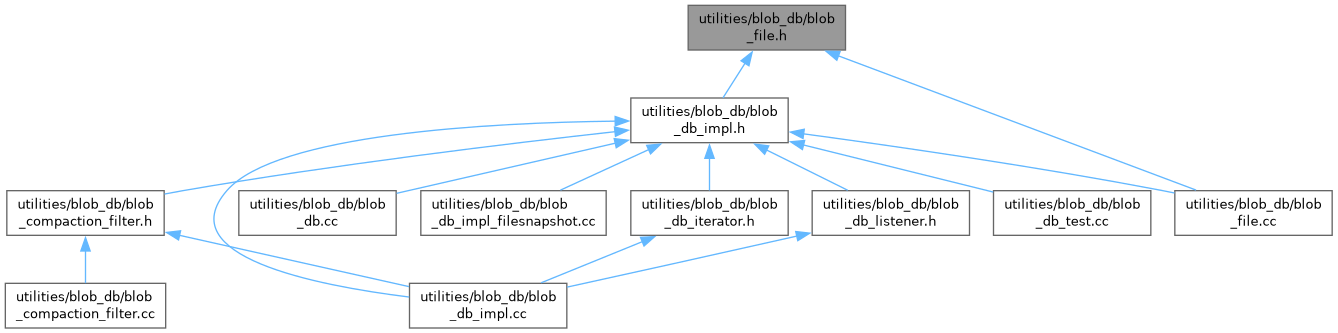 utilities/blob_db/blob
_file.h
utilities/blob_db/blob
_db_impl.h
utilities/blob_db/blob
_compaction_filter.h
utilities/blob_db/blob
_db.cc
utilities/blob_db/blob
_db_impl_filesnapshot.cc
utilities/blob_db/blob
_db_iterator.h
utilities/blob_db/blob
_db_listener.h
utilities/blob_db/blob
_db_test.cc
utilities/blob_db/blob
_file.cc
utilities/blob_db/blob
_compaction_filter.cc
utilities/blob_db/blob
_db_impl.cc